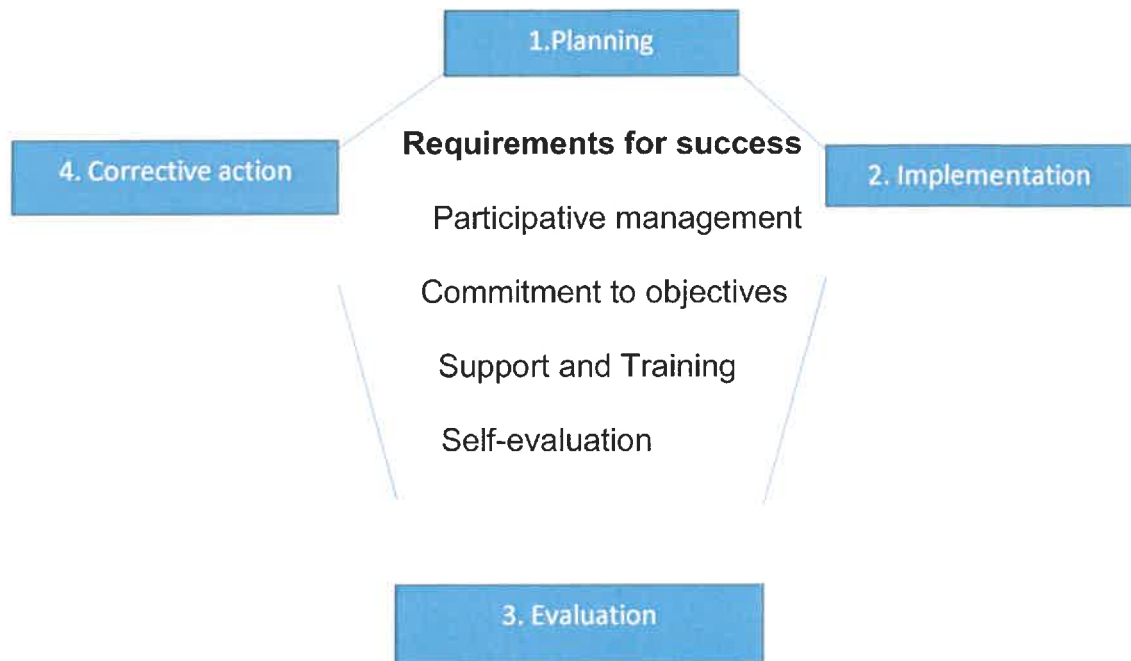 1.Planning
Requirements for success
4. Corrective action
2. Implementation
Participative management
Commitment to objectives
Support and Training
Self-evaluation
3. Evaluation